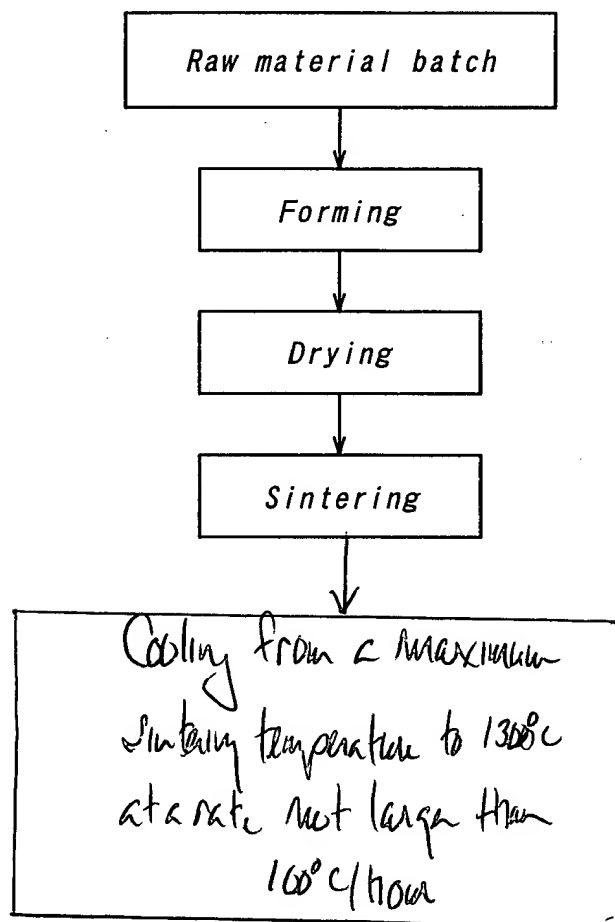 Raw material batch
Forming
Drying
Sintering
Cooling from a maximum
sintering temperature to 1300°C
at a rate not larger than
100°C/hour